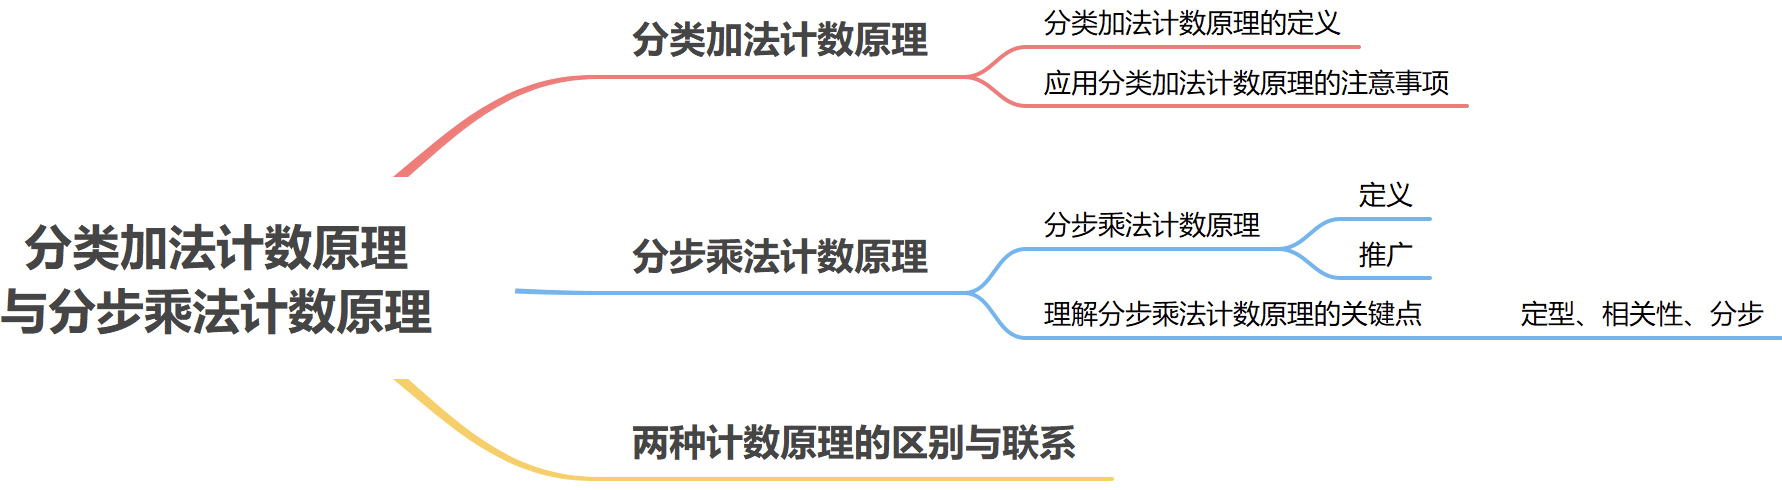 分类加法计数原理
与分步乘法计数原理
分类加法计数原理
分类加法计数原理的定义
应用分类加法计数原理的注意事项
分步乘法计数原理
分步乘法计数原理
定义
推广
理解分步乘法计数原理的关键点
定型、相关性、分步
两种计数原理的区别与联系